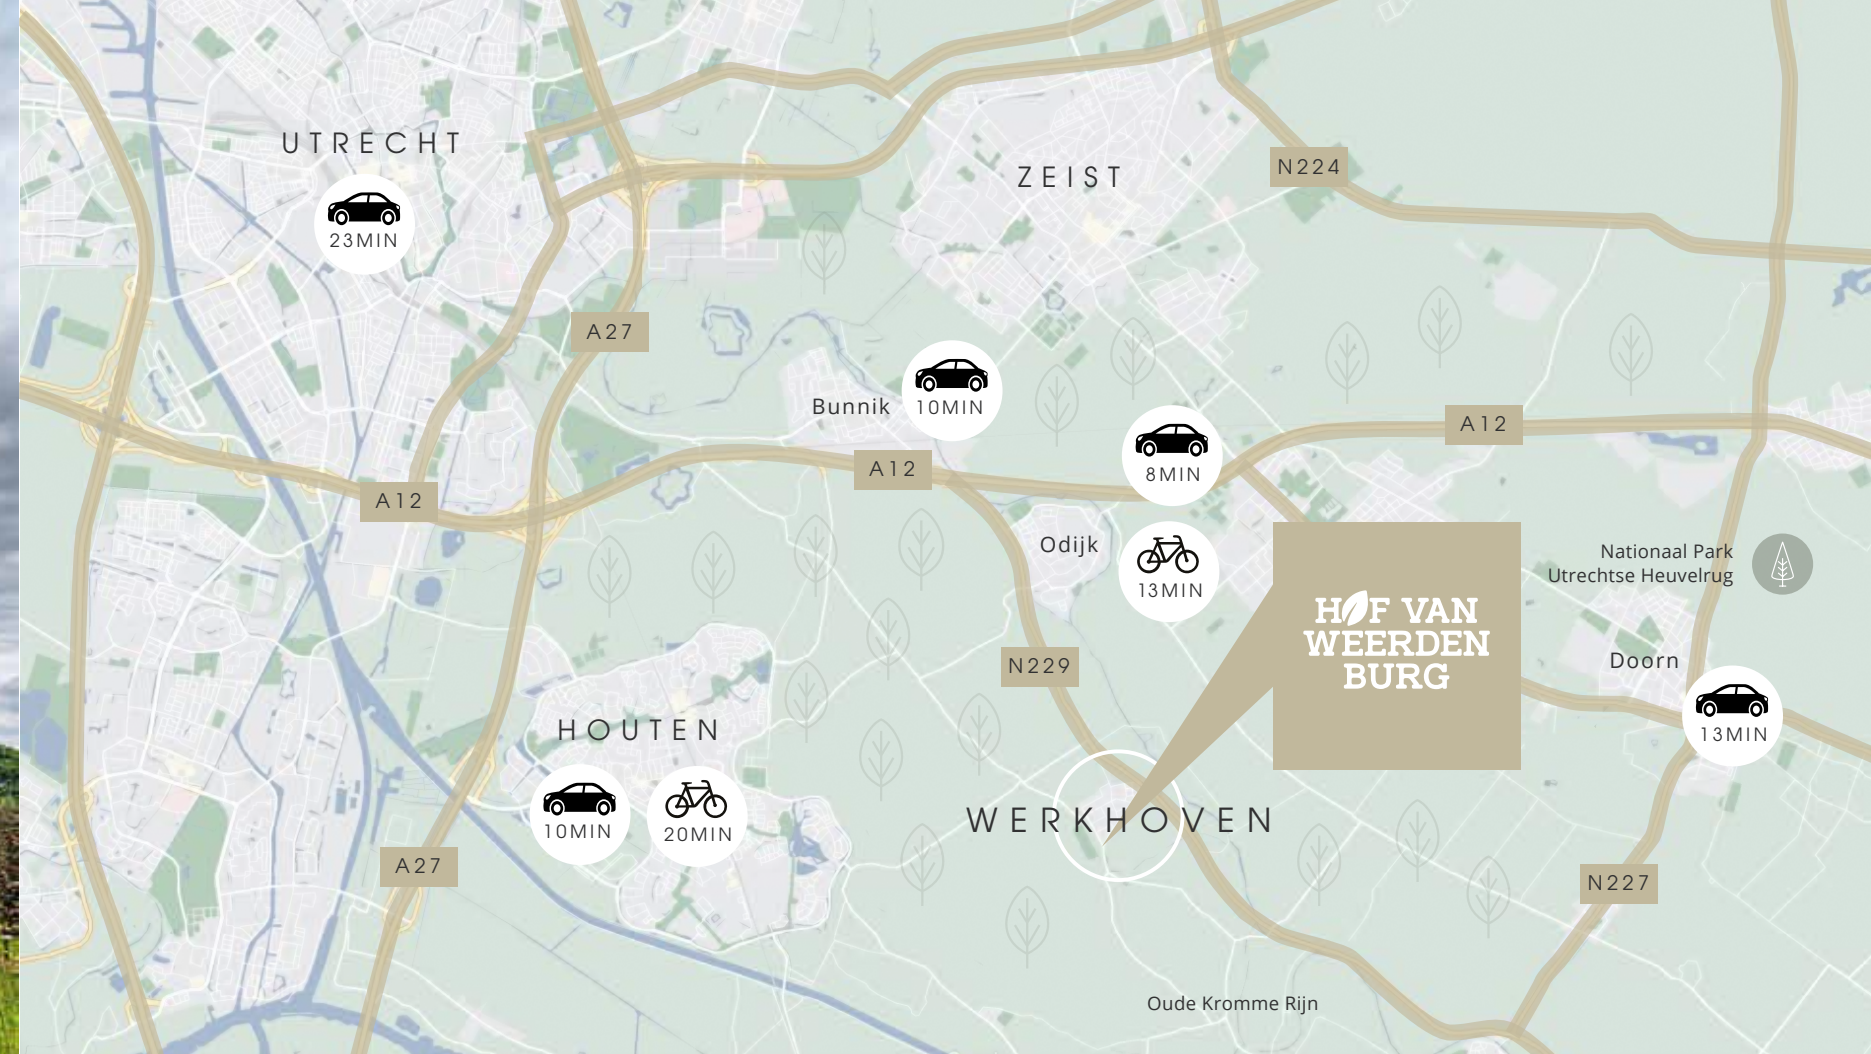 UTRECHT
23MIN
ZEIST
N224
A27
Bunnik
10MIN
A12
8MIN
A12
A12
Odijk
13MIN
Nationaal Park
Utrechtse Heuvelrug
HOF VAN
WEERDEN
BURG
N229
Doorn
13MIN
HOUTEN
10MIN
20MIN
WERKHOVEN
A27
N227
Oude Kromme Rijn